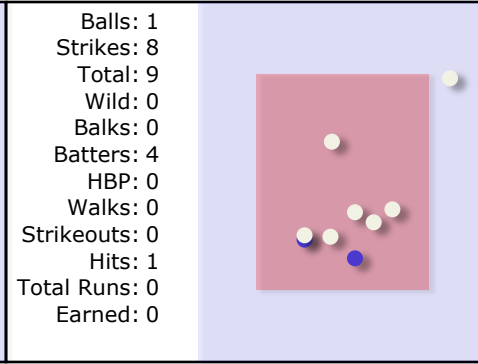 Balls: 1
Strikes: 8
Total: 9
Wild: 0
Balks: 0
Batters: 4
HBP: 0
Walks: 0
Strikeouts: 0
Hits: 1
Total Runs: 0
Earned: 0